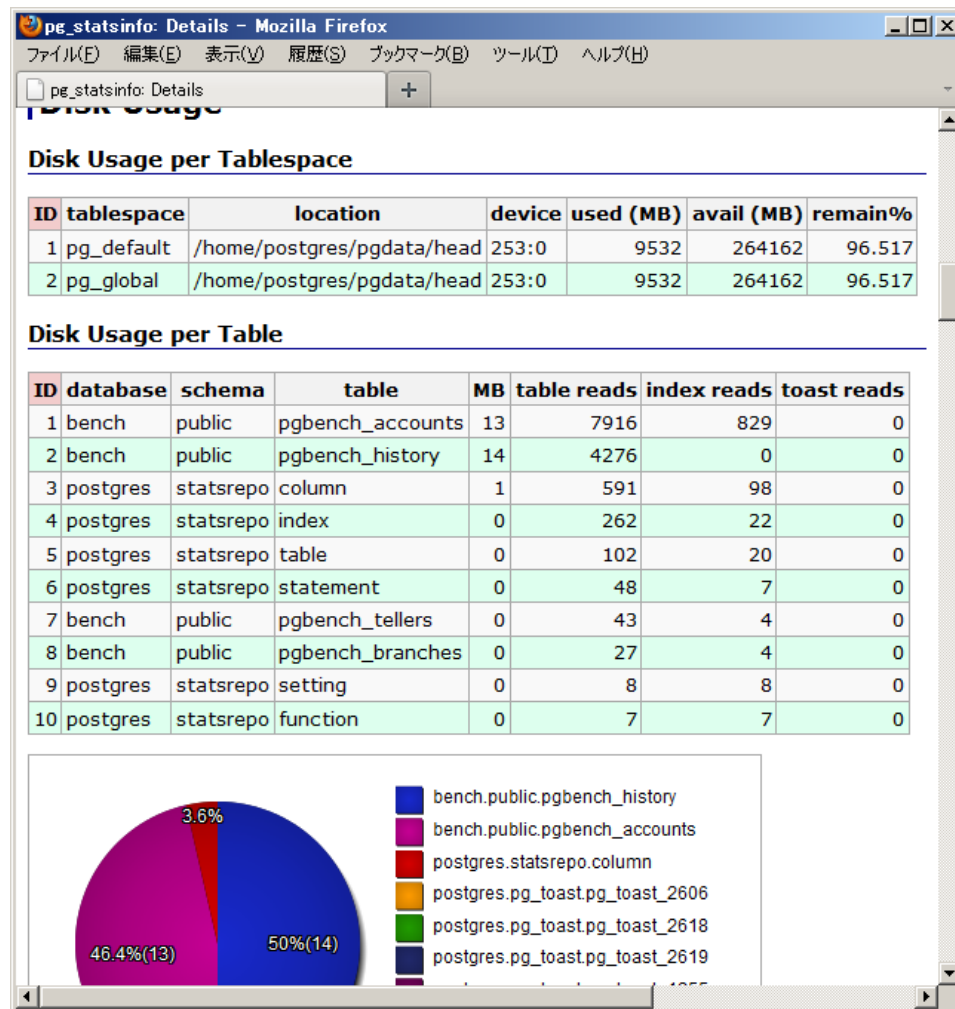 pg_statsinfo: Details - Mozilla Firefox
ファイル(F) 編集(E) 表示(V) 履歴(S) ブックマーク(B) ツール(T) ヘルプ(H)
pg_statsinfo: Details
Disk Usage
Disk Usage per Tablespace
ID tablespace location device used (MB) avail (MB) remain%
1 pg_default /home/postgres/pgdata/head 253:0 9532 264162 96.517
2 pg_global /home/postgres/pgdata/head 253:0 9532 264162 96.517
Disk Usage per Table
ID database schema table MB table reads index reads toast reads
1 bench public pgbench_accounts 13 7916 829 0
2 bench public pgbench_history 14 4276 0 0
3 postgres statsrepo column 1 591 98 0
4 postgres statsrepo index 0 262 22 0
5 postgres statsrepo table 0 102 20 0
6 postgres statsrepo statement 0 48 7 0
7 bench public pgbench_tellers 0 43 4 0
8 bench public pgbench_branches 0 27 4 0
9 postgres statsrepo setting 0 8 8 0
10 postgres statsrepo function 0 7 7 0
3.6%
46.4%(13)
50%(14)
bench.public.pgbench_history
bench.public.pgbench_accounts
postgres.statsrepo.column
postgres.pg_toast.pg_toast_2606
postgres.pg_toast.pg_toast_2618
postgres.pg_toast.pg_toast_2619